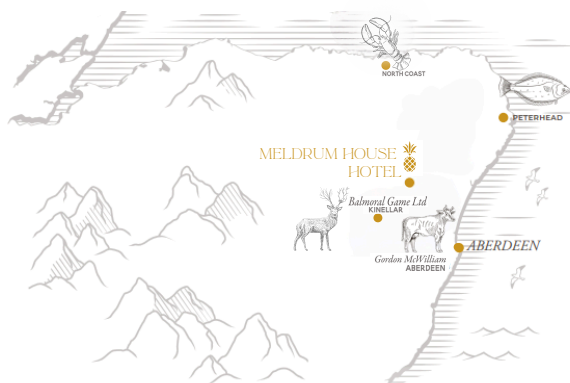 NORTH COAST
PETERHEAD
MELDRUM HOUSE
HOTEL
Balmoral Game Ltd
KINELLAR
ABERDEEN
Gordon McWilliam
ABERDEEN